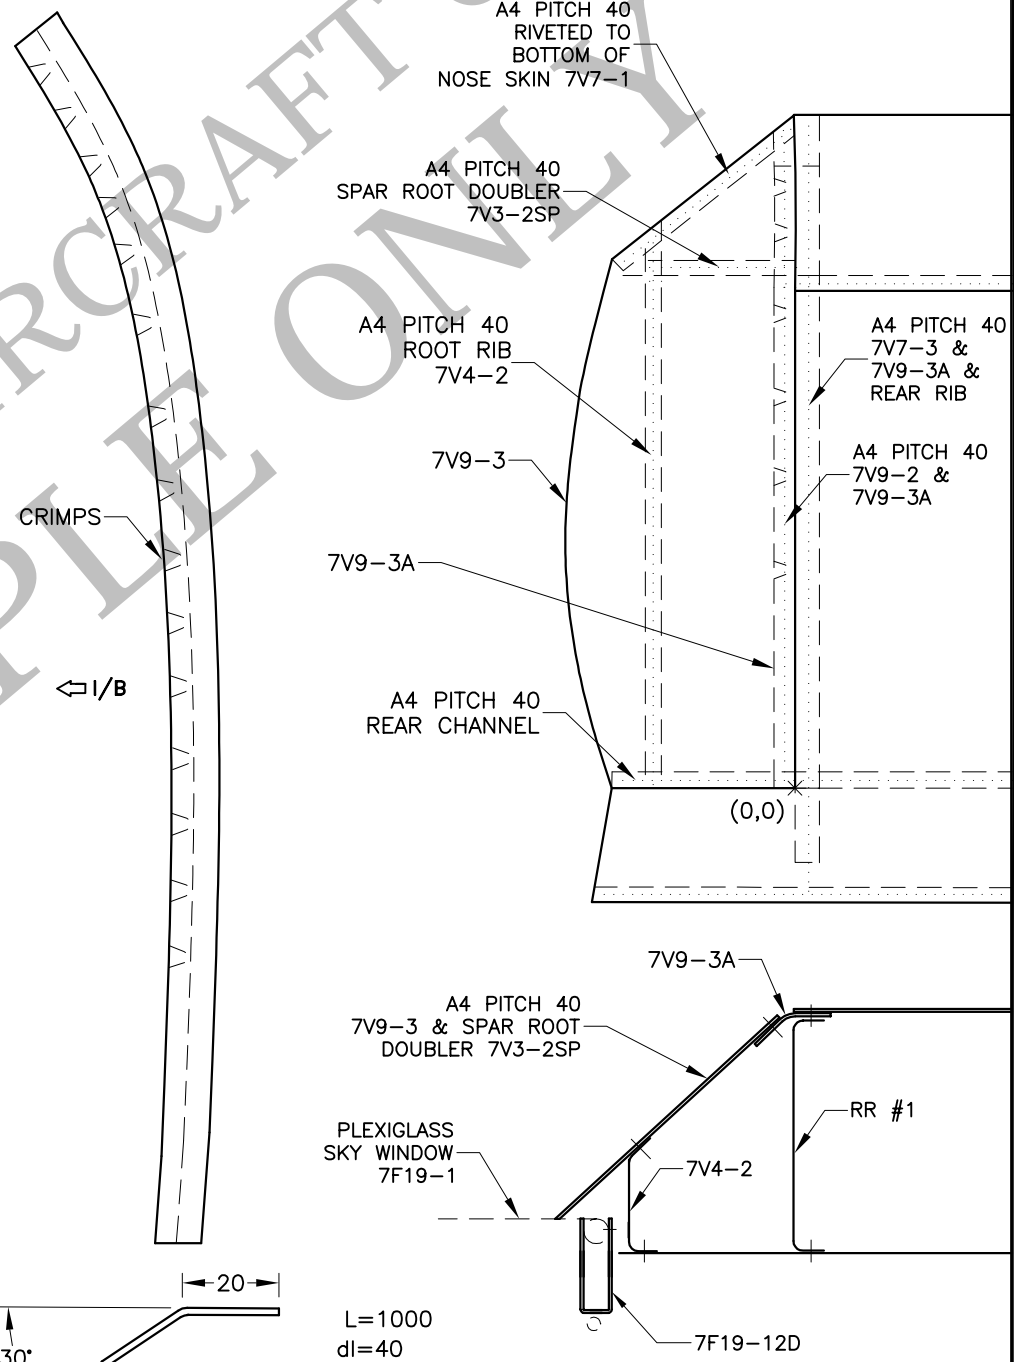 A4 PITCH 40
RIVETED TO
BOTTOM OF
NOSE SKIN 7V7-1
A4 PITCH 40
SPAR ROOT DOUBLER
7V3-2SP
A4 PITCH 40
ROOT RIB
7V4-2
A4 PITCH 40
7V7-3 &
7V9-3A &
REAR RIB
7V9-3
A4 PITCH 40
7V9-2 &
7V9-3A
CRIMPS
7V9-3A
I/B
A4 PITCH 40
REAR CHANNEL
(0,0)
7V9-3A
A4 PITCH 40
7V9-3 & SPAR ROOT
DOUBLER 7V3-2SP
RR #1
PLEXIGLASS
SKY WINDOW
7F19-1
7V4-2
20
L=1000
dl=40
30°
7F19-12D
RCRAFT
PLE ONLY